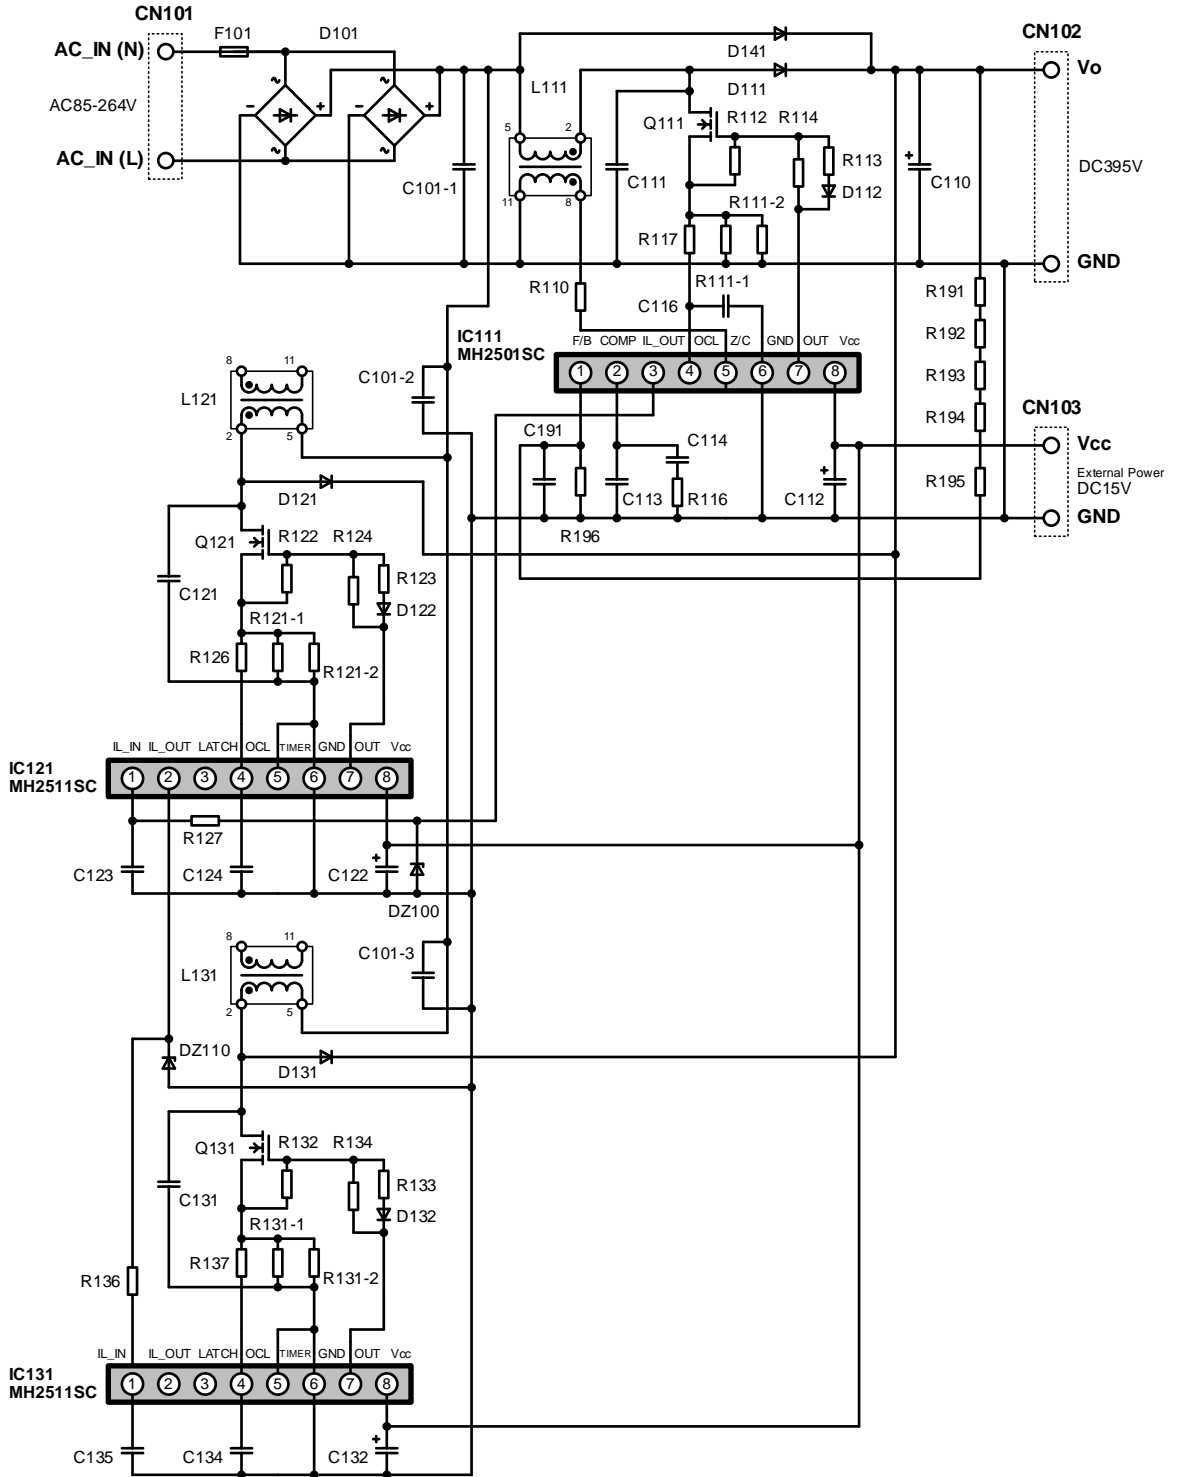 CN101
F101
D101
AC_IN (N)
AC85-264V
AC_IN (L)
C101-1
L111
5
2
11
8
D141
D111
Q111
R112
R114
R113
D112
C111
R111-2
R117
R111-1
C116
R110
C110
CN102
Vo
DC395V
GND
R191
R192
R193
R194
R195
IC111
MH2501SC
F/B
COMP
IL_OUT
OCL
Z/C
GND
OUT
Vcc
1
2
3
4
5
6
7
8
CN103
Vcc
External Power
DC15V
GND
C191
C114
C113
R116
C112
R196
8
11
L121
2
5
C101-2
D121
Q121
R122
R124
R123
D122
C121
R121-1
R126
R121-2
IL_IN
IL_OUT
LATCH
OCL
TIMER
GND
OUT
Vcc
IC121
MH2511SC
1
2
3
4
5
6
7
8
R127
C123
C124
C122
DZ100
8
11
L131
2
5
C101-3
DZ110
D131
Q131
R132
R134
R133
D132
C131
R131-1
R137
R131-2
R136
IL_IN
IL_OUT
LATCH
OCL
TIMER
GND
OUT
Vcc
IC131
MH2511SC
1
2
3
4
5
6
7
8
C135
C134
C132